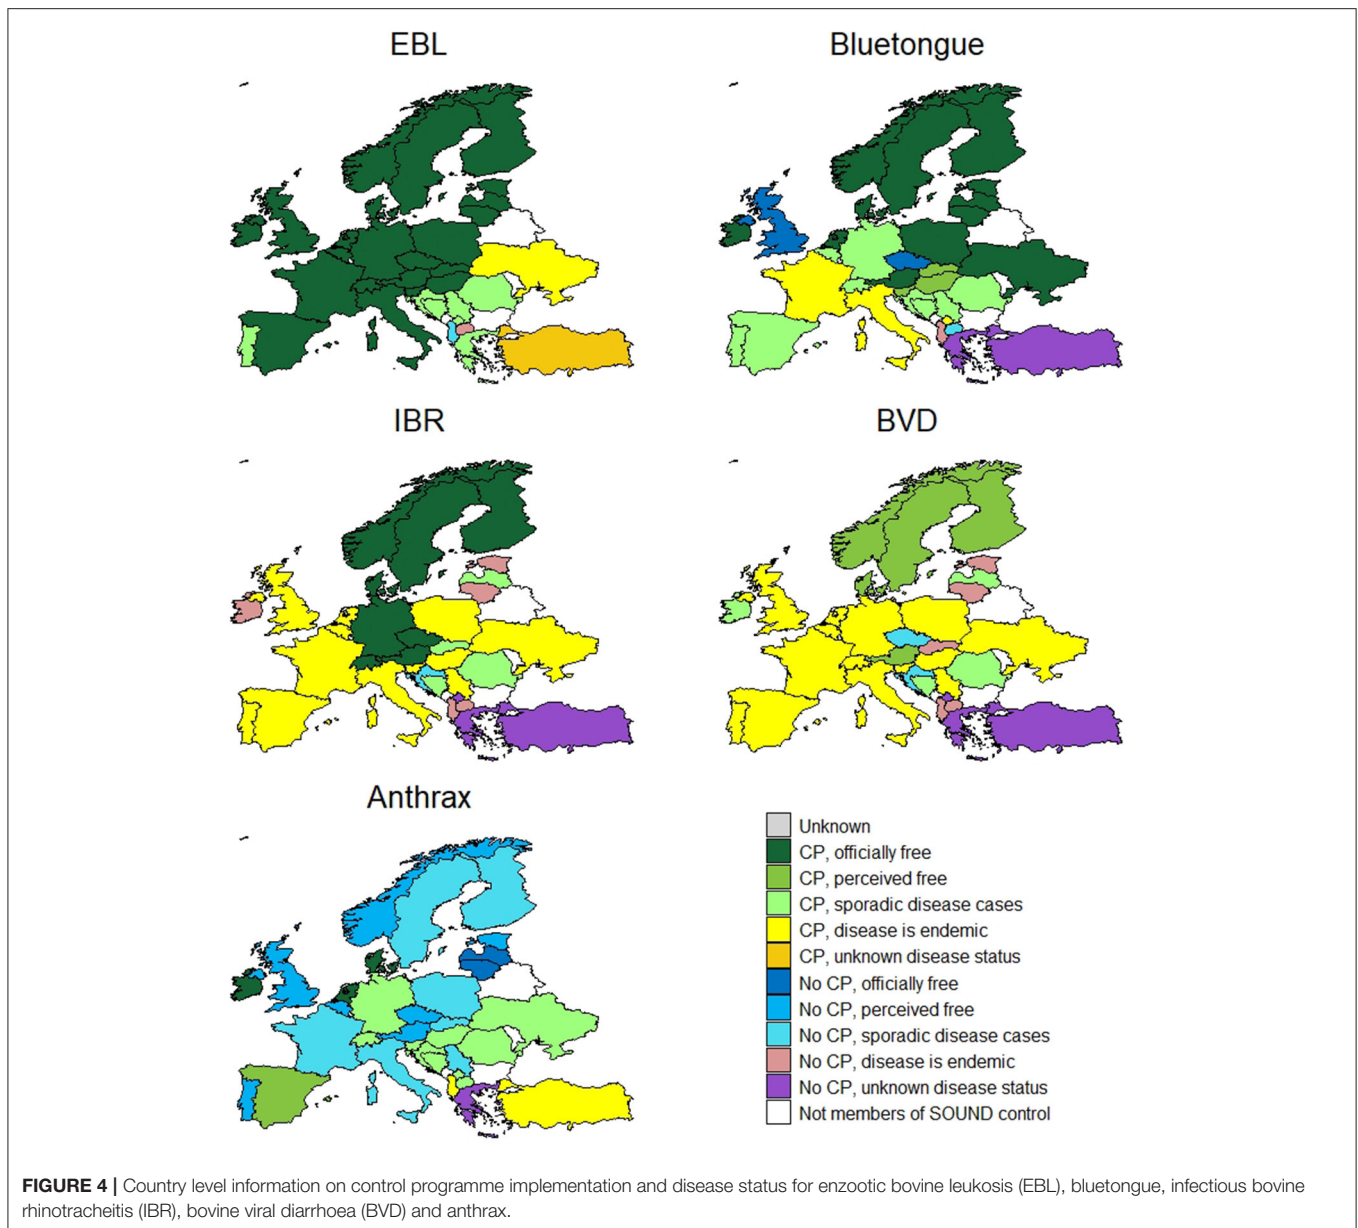 EBL
Bluetongue
IBR
BVD
Anthrax
Unknown
CP, officially free
CP, perceived free
CP, sporadic disease cases
CP, disease is endemic
CP, unknown disease status
No CP, officially free
No CP, perceived free
No CP, sporadic disease cases
No CP, disease is endemic
No CP, unknown disease status
Not members of SOUND control
FIGURE 4 | Country level information on control programme implementation and disease status for enzootic bovine leukosis (EBL), bluetongue, infectious bovine
rhinotracheitis (IBR), bovine viral diarrhoea (BVD) and anthrax.